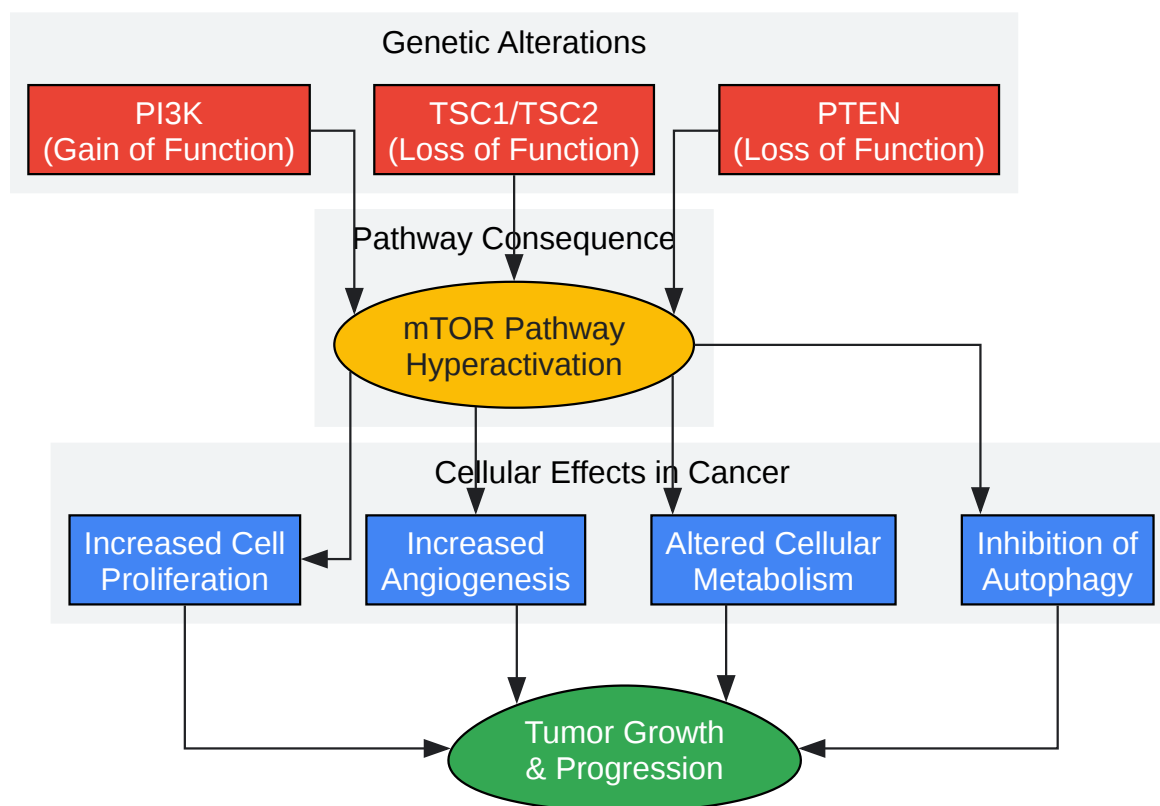 Genetic Alterations
PI3K
(Gain of Function)
TSC1/TSC2
(Loss of Function)
PTEN
(Loss of Function)
Pathway Consequence
mTOR Pathway
Hyperactivation
Cellular Effects in Cancer
Increased Cell
Proliferation
Increased
Angiogenesis
Altered Cellular
Metabolism
Inhibition of
Autophagy
Tumor Growth
& Progression